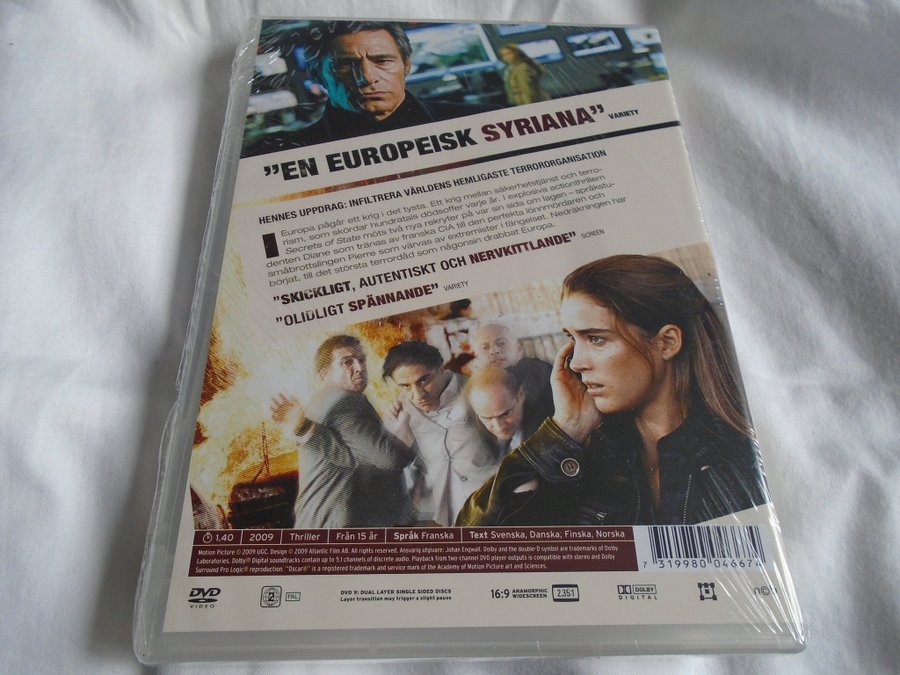 "EN EUROPEISK SYRIANA" VARIETY
HENNES UPPDRAG: INFILTRERA VÄRLDENS HEMLIGASTE TERRORORGANISATION
I Europa pågår ett krig i det tysta. Ett krig mellan säkerhetstjänst och terro-
rism, som skördar hundratals dödsoffer varje år. I explosiva actionthrillern
Secrets of State möts två nya rekryter på var sin sida om lagen - språkstu-
denten Diane som tränas av franska CIA till den perfekta lönnmördaren och
småbrottslingen Pierre som värvas av extremister i fängelset. Nedräkningen har
börjat, till det största terrordåd som någonsin drabbat Europa.
"SKICKLIGT, AUTENTISKT OCH NERVKITTLANDE" SCREEN
"OLIDLIGT SPÄNNANDE" VARIETY
1.40 2009 Thriller Från 15 år Språk Franska Text Svenska, Danska, Finska, Norska
Motion Picture © 2009 UGC. Design © 2009 Atlantic Film AB. All rights reserved. Ansvarig utgivare: Johan Engwall. Dolby and the double-D symbol are trademarks of Dolby
Laboratories. Dolby® Digital soundtracks contain up to 5.1 channels of discrete audio. Playback from two-channel DVD player outputs is compatible with stereo and Dolby
Surround Pro Logic® reproduction. "Oscar®" is a registered trademark and service mark of the Academy of Motion Picture art and Sciences.
7 319980 04667
DVD VIDEO
2
PAL
DVD 9: DUAL LAYER SINGLE SIDED DISCS
Layer transition may trigger a slight pause
16:9 ANAMORPHIC WIDESCREEN
2.35:1
DOLBY DIGITAL